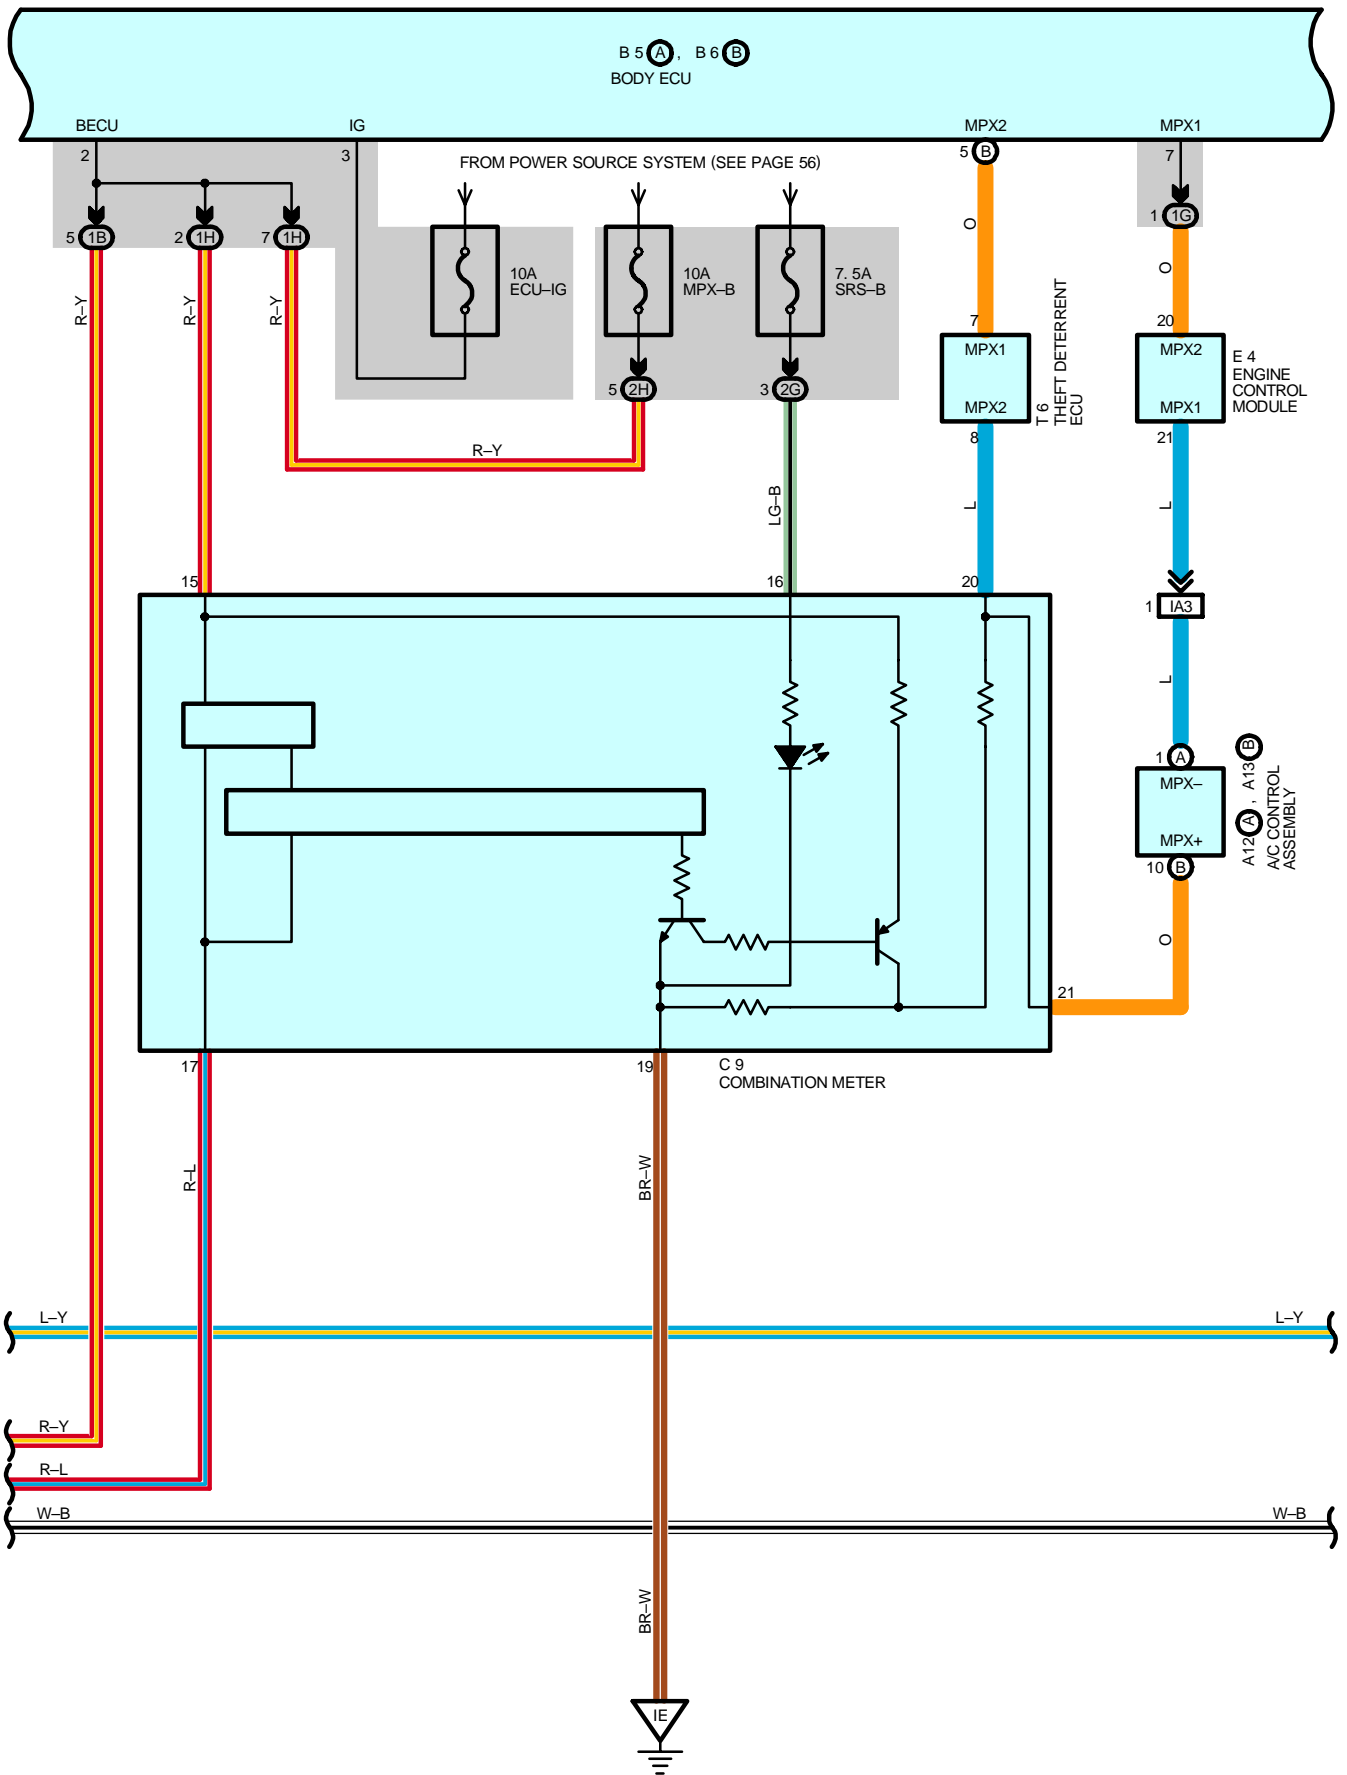 B 5 A , B 6 B
BODY ECU
BECU
IG
MPX2
MPX1
2
3
5 B
7
FROM POWER SOURCE SYSTEM (SEE PAGE 56)
1 1G
5 1B
2 1H
7 1H
O
O
10A
ECU–IG
10A
MPX–B
7. 5A
SRS–B
R–Y
R–Y
R–Y
7
20
MPX1
MPX2
T 6
THEFT DETERRENT
ECU
MPX2
8
E 4
ENGINE
CONTROL
MODULE
MPX1
21
5 2H
3 2G
R–Y
LG–B
L
L
15
16
20
1 IA3
L
1 A
MPX–
MPX+
10 B
A12 A , A13 B
A/C CONTROL
ASSEMBLY
O
21
17
19
C 9
COMBINATION METER
R–L
BR–W
L–Y
L–Y
R–Y
R–L
W–B
W–B
BR–W
IE